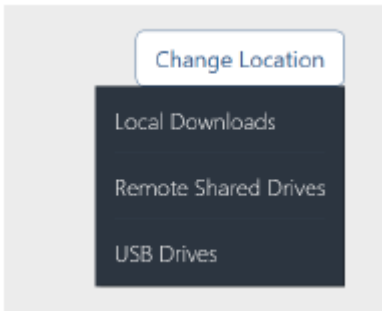 Change Location
Local Downloads
Remote Shared Drives
USB Drives